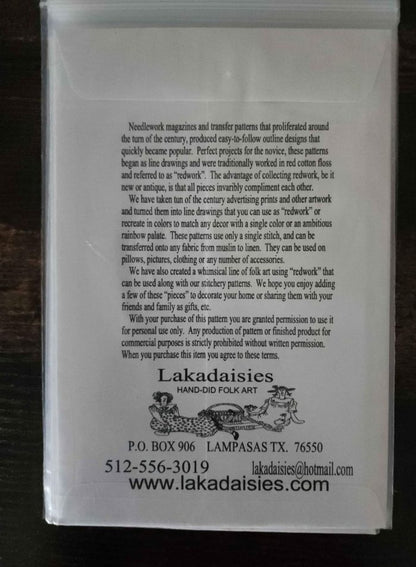 Needlework magazines and transfer patterns that proliferated around
the turn of the century, produced easy-to-follow outline designs that
quickly became popular. Perfect projects for the novice, these patterns
began as line drawings and were traditionally worked in red cotton floss
and referred to as “redwork”. The advantage of collecting redwork, be it
new or antique, is that all pieces invaribly compliment each other.
We have taken tun of the century advertising prints and other artwork
and turned them into line drawings that you can use as “redwork” or
recreate in colors to match any decor with a single color or an ambitious
rainbow palate. These patterns use only a single stitch, and can be
transferred onto any fabric from muslin to linen. They can be used on
pillows, pictures, clothing or any number of accessories.
We have also created a whimsical line of folk art using “redwork” that
can be used along with our stitchery patterns. We hope you enjoy adding
a few of these “pieces” to decorate your home or sharing them with your
friends and family as gifts, etc.
With your purchase of this pattern you are granted permission to use it
for personal use only. Any production of pattern or finished product for
commercial purposes is strictly prohibited without written permission.
When you purchase this item you agree to these terms.
Lakadaisies
HAND-DID FOLK ART
P.O. BOX 906 LAMPASAS TX. 76550
512-556-3019 lakadaisies@hotmail.com
www.lakadaisies.com